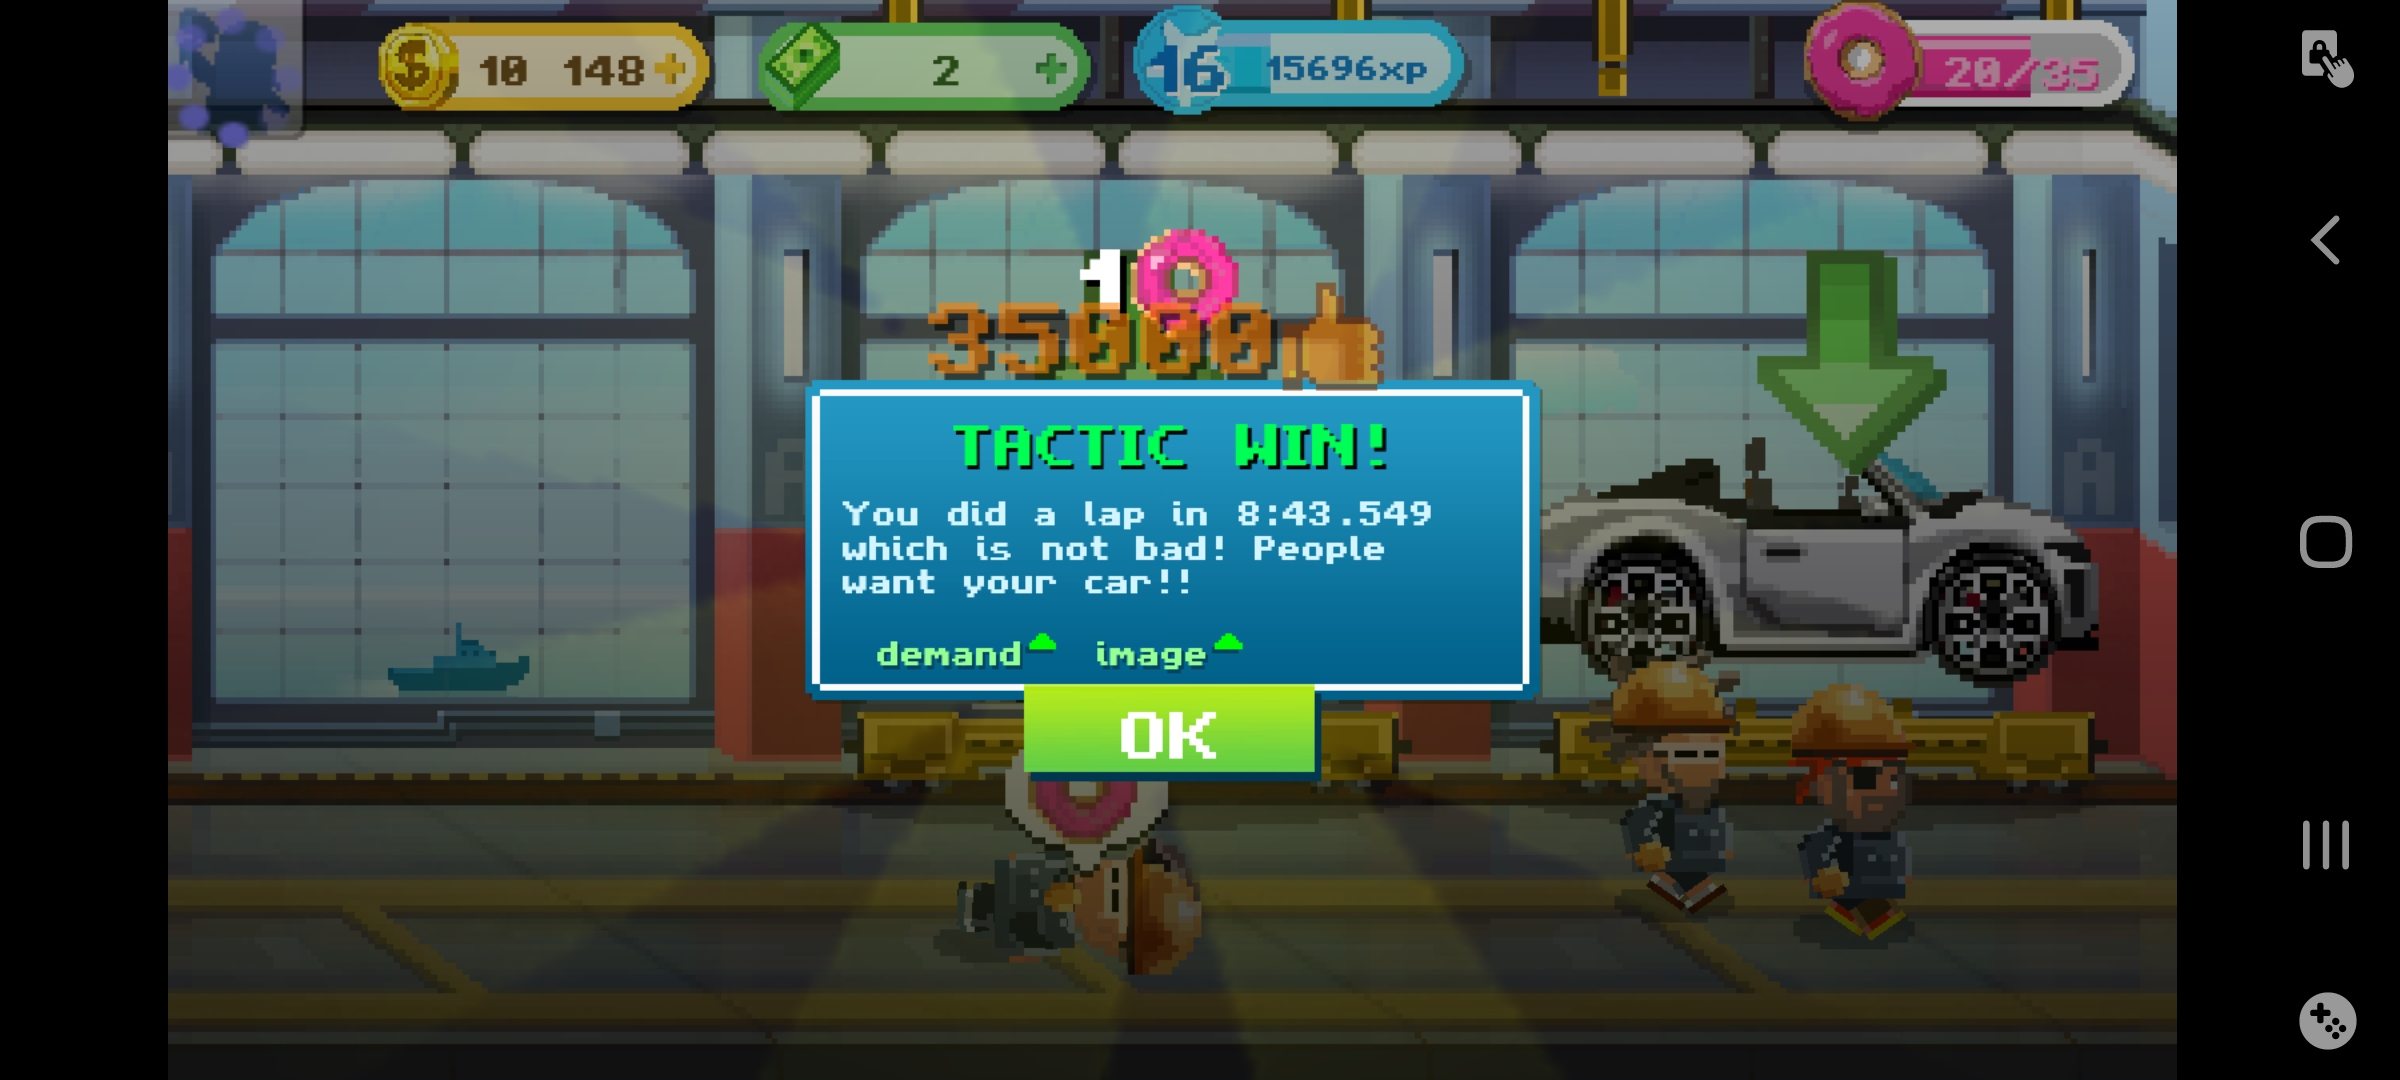 10 148 +
2 +
16 15696xp
20/35
1
35000
TACTIC WIN!
You did a lap in 8:43.549
which is not bad! People
want your car!!
demand image
OK